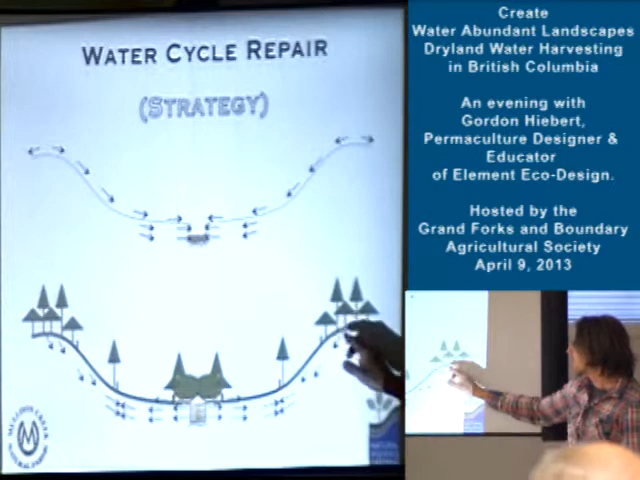 WATER CYCLE REPAIR
(STRATEGY)
Create
Water Abundant Landscapes
Dryland Water Harvesting
in British Columbia
An evening with
Gordon Hiebert,
Permaculture Designer &
Educator
of Element Eco-Design.
Hosted by the
Grand Forks and Boundary
Agricultural Society
April 9, 2013